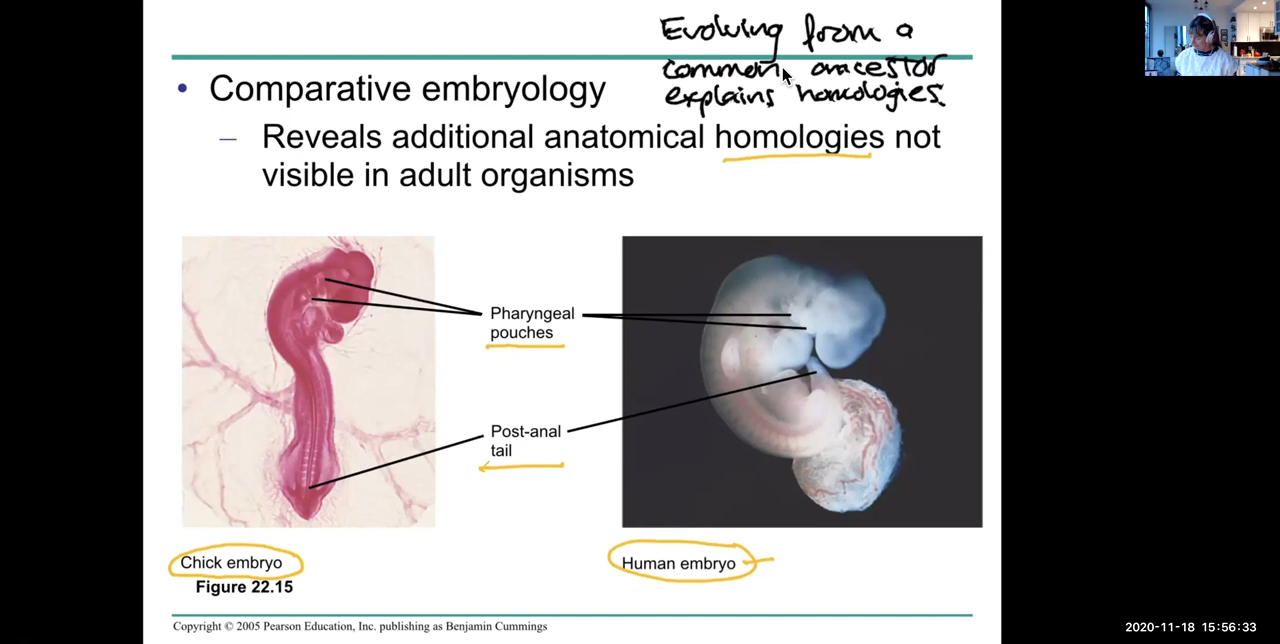 Evolving from a
common ancestor
explains homologies.
• Comparative embryology
– Reveals additional anatomical homologies not
visible in adult organisms
Pharyngeal
pouches
Post-anal
tail
Chick embryo
Human embryo
Figure 22.15
Copyright © 2005 Pearson Education, Inc. publishing as Benjamin Cummings
2020-11-18 15:56:33